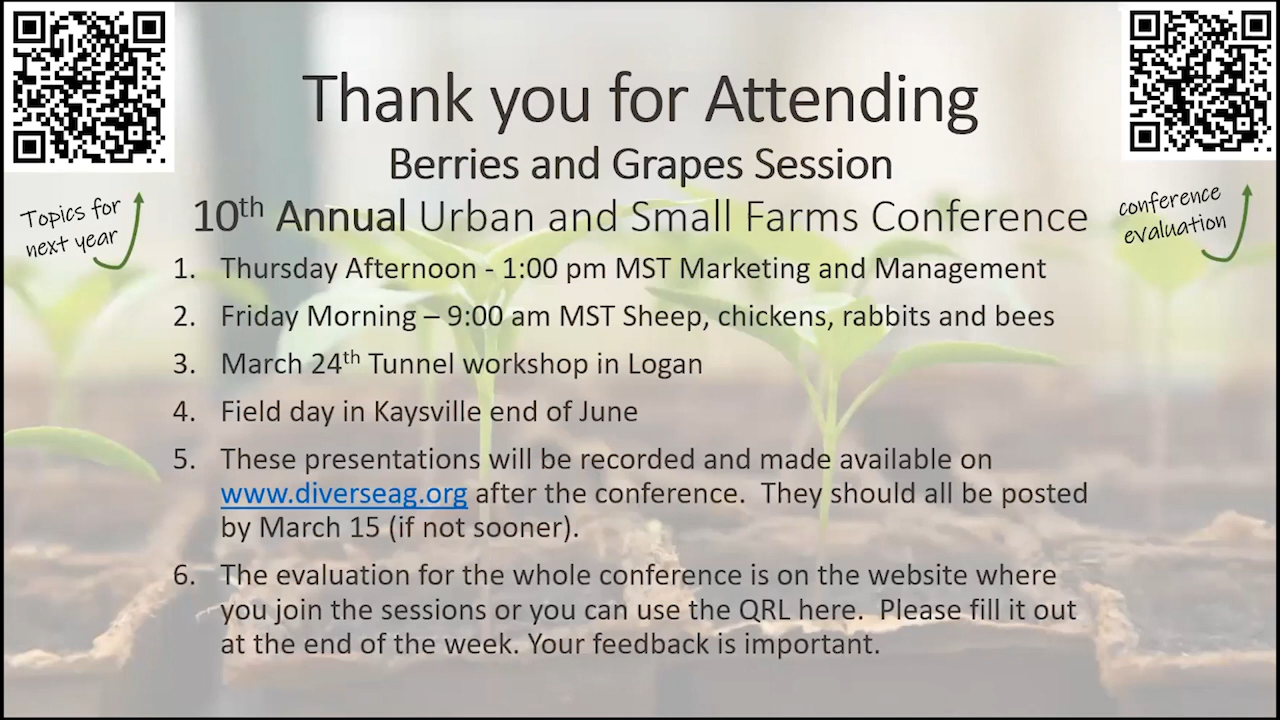 Thank you for Attending
Berries and Grapes Session
10th Annual Urban and Small Farms Conference
Topics for
next year
conference
evaluation
1. Thursday Afternoon - 1:00 pm MST Marketing and Management
2. Friday Morning – 9:00 am MST Sheep, chickens, rabbits and bees
3. March 24th Tunnel workshop in Logan
4. Field day in Kaysville end of June
5. These presentations will be recorded and made available on
www.diverseag.org after the conference. They should all be posted
by March 15 (if not sooner).
6. The evaluation for the whole conference is on the website where
you join the sessions or you can use the QRL here. Please fill it out
at the end of the week. Your feedback is important.